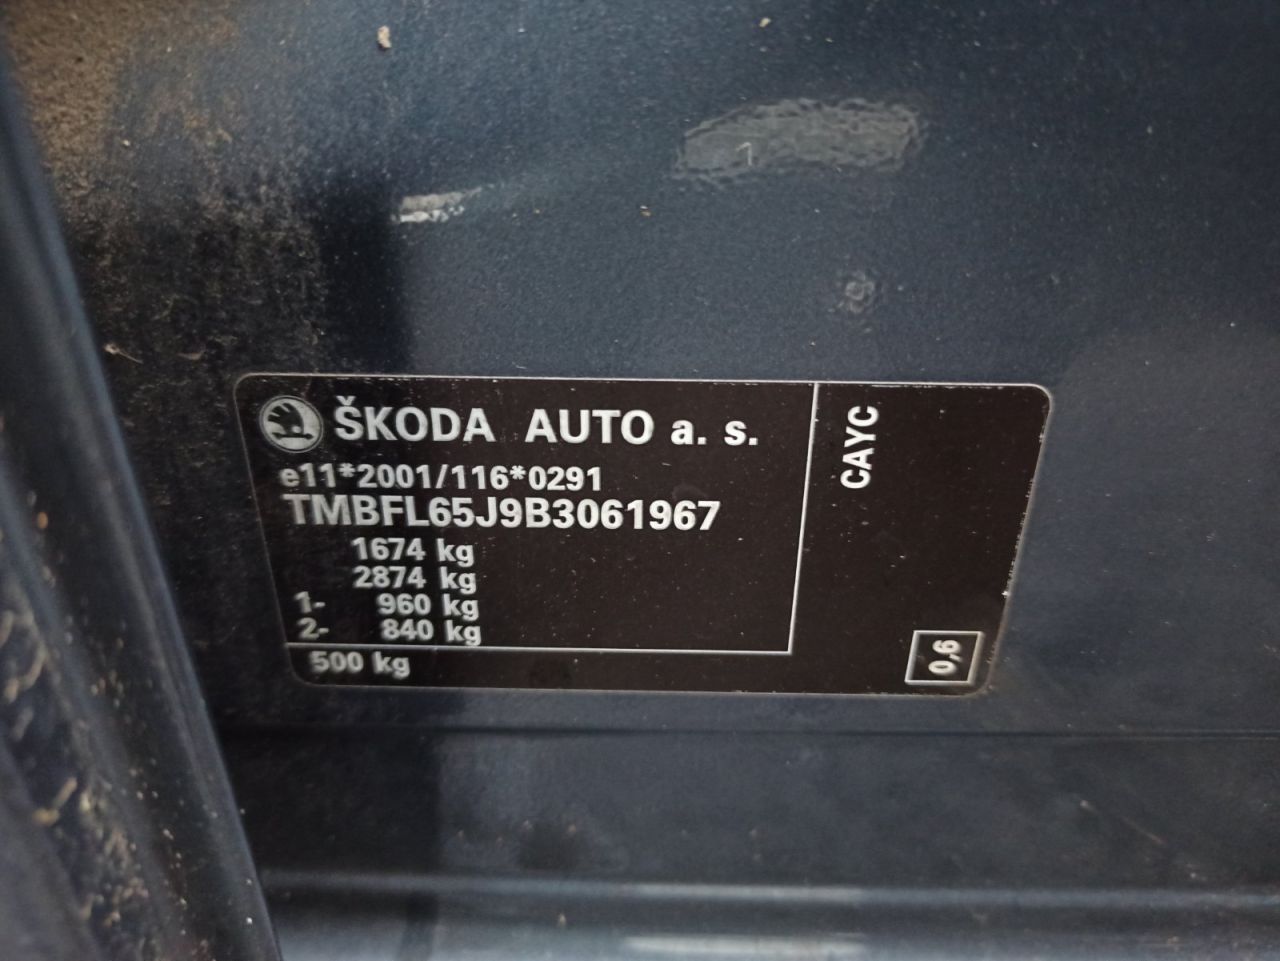 ŠKODA AUTO a. s.
e11*2001/116*0291
TMBFL65J9B3061967
1674 kg
2874 kg
1- 960 kg
2- 840 kg
500 kg
CAYC
0,6